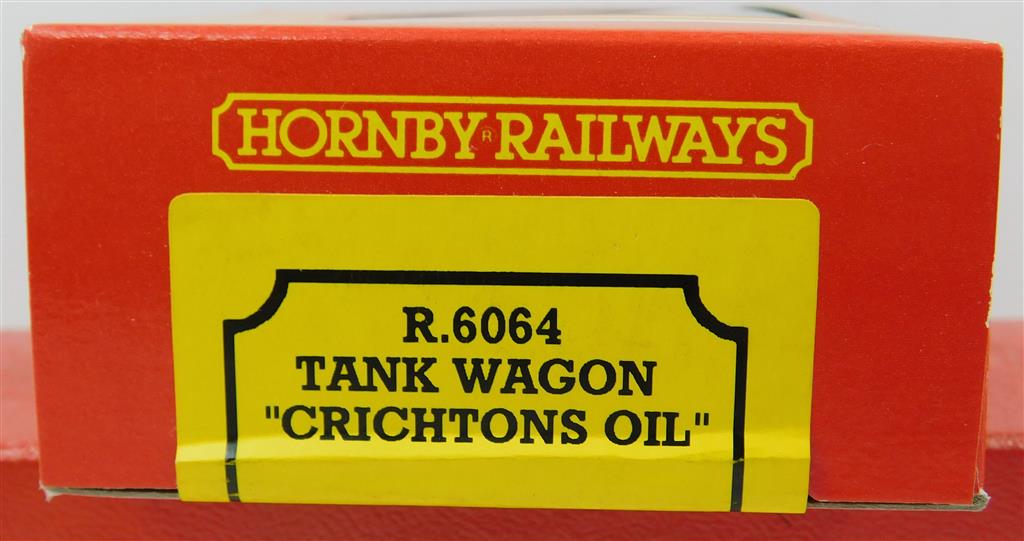 HORNBY® RAILWAYS
R.6064
TANK WAGON
"CRICHTONS OIL"